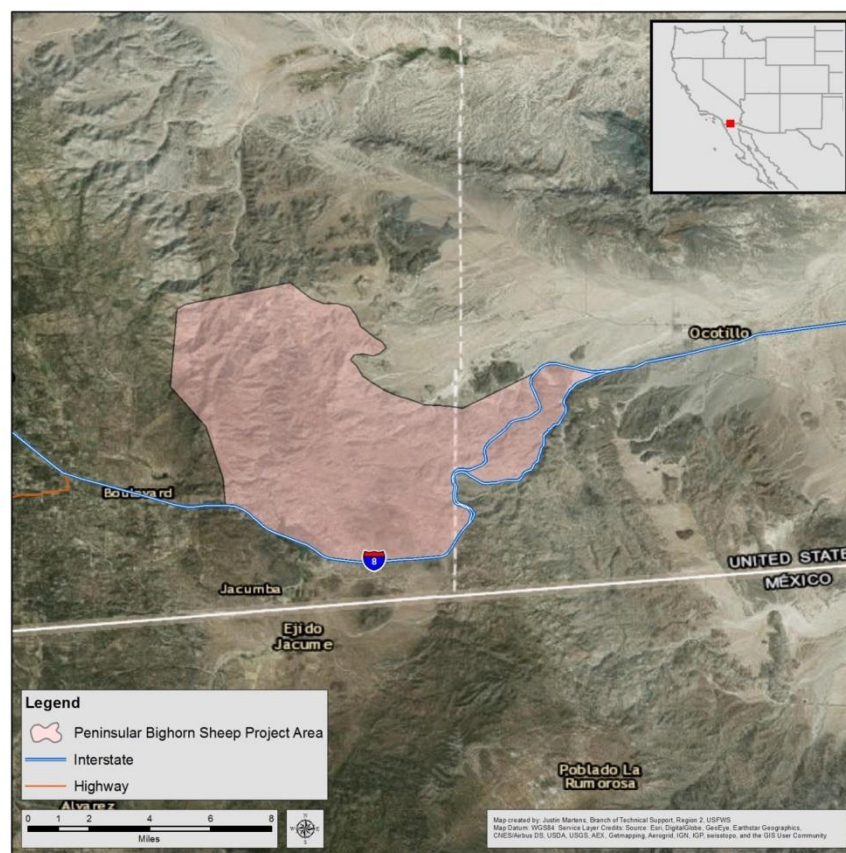 Ocotillo
Boulevard
8
UNITED STATE
MÉXICO
Jacumba
Ejido
Jacume
Legend
Peninsular Bighorn Sheep Project Area
Interstate
Highway
Poblado La
Rumorosa
Alvarez
0 1 2 4 6 8
Miles
N
W E
S
Map created by: Justin Martens, Branch of Technical Support, Region 2, USFWS
Map Datum: WGS84 Service Layer Credits: Source: Esri, DigitalGlobe, GeoEye, Earthstar Geographics,
CNES/Airbus DS, USDA, USGS, AEX, Getmapping, Aerogrid, IGN, IGP, swisstopo, and the GIS User Community